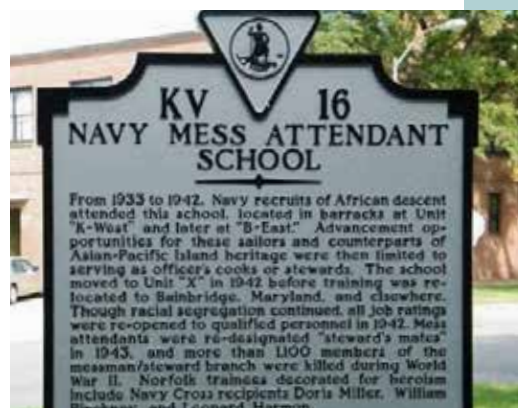 KV 16
NAVY MESS ATTENDANT
SCHOOL
From 1933 to 1942, Navy recruits of African descent
attended this school, located in barracks at Unit
"K-West" and later at "B-East." Advancement op-
portunities for these sailors and counterparts of
Asian-Pacific Island heritage were then limited to
serving as officer's cooks or stewards. The school
moved to Unit "X" in 1942 before training was re-
located to Bainbridge, Maryland, and elsewhere.
Though racial segregation continued, all job ratings
were re-opened to qualified personnel in 1942. Mess
attendants were re-designated "steward's mates"
in 1943, and more than 1,100 members of the
messman/steward branch were killed during World
War II. Norfolk trainees decorated for heroism
include Navy Cross recipients Doris Miller, William
Pinckney, and Leonard Harmon.